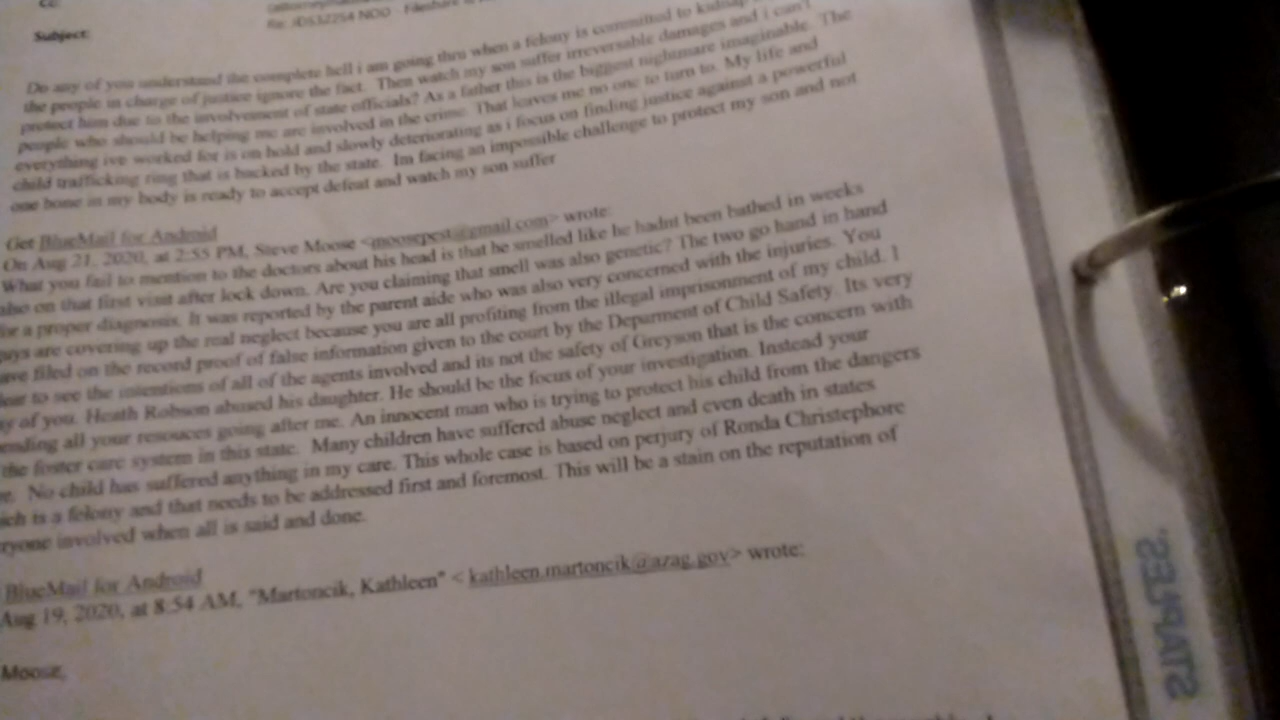 CC:
Subject:
Re: JD532254 NOO Fileshare
Do any of you understand the complete hell i am going thru when a felony is committed to kidnap
the people in charge of justice ignore the fact. Then watch my son suffer irreversable damages and i can't
protect him due to the involvement of state officials? As a father this is the biggest nightmare imaginable. The
people who should be helping me are involved in the crime. That leaves me no one to turn to. My life and
everything ive worked for is on hold and slowly deteriorating as i focus on finding justice against a powerful
child trafficking ring that is backed by the state. Im facing an impossible challenge to protect my son and not
one bone in my body is ready to accept defeat and watch my son suffer
Get BlueMail for Android
On Aug 21, 2020, at 2:55 PM, Steve Moose <moosepest@gmail.com> wrote:
What you fail to mention to the doctors about his head is that he smelled like he hadnt been bathed in weeks
also on that first visit after lock down. Are you claiming that smell was also genetic? The two go hand in hand
for a proper diagnosis. It was reported by the parent aide who was also very concerned with the injuries. You
guys are covering up the real neglect because you are all profiting from the illegal imprisonment of my child. I
ave filed on the record proof of false information given to the court by the Deparment of Child Safety. Its very
lear to see the intentions of all of the agents involved and its not the safety of Greyson that is the concern with
ny of you. Heath Robson abused his daughter. He should be the focus of your investigation. Instead your
ending all your resouces going after me. An innocent man who is trying to protect his child from the dangers
the foster care system in this state. Many children have suffered abuse neglect and even death in states
re. No child has suffered anything in my care. This whole case is based on perjury of Ronda Christephore
ich is a felony and that needs to be addressed first and foremost. This will be a stain on the reputation of
ryone involved when all is said and done.
BlueMail for Android
Aug 19, 2020, at 8:54 AM, "Martoncik, Kathleen" < kathleen.martoncik@azag.gov> wrote:
Moose,
STAPLES